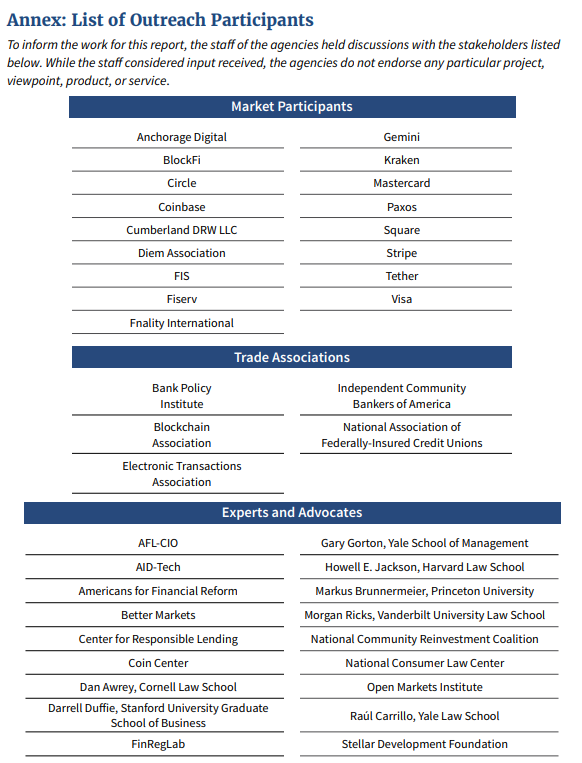 Annex: List of Outreach Participants
To inform the work for this report, the staff of the agencies held discussions with the stakeholders listed
below. While the staff considered input received, the agencies do not endorse any particular project,
viewpoint, product, or service.
Market Participants
Anchorage Digital
BlockFi
Circle
Coinbase
Cumberland DRW LLC
Diem Association
FIS
Fiserv
Fnality International
Gemini
Kraken
Mastercard
Paxos
Square
Stripe
Tether
Visa
Trade Associations
Bank Policy
Institute
Blockchain
Association
Electronic Transactions
Association
Independent Community
Bankers of America
National Association of
Federally-Insured Credit Unions
Experts and Advocates
AFL-CIO
AID-Tech
Americans for Financial Reform
Better Markets
Center for Responsible Lending
Coin Center
Dan Awrey, Cornell Law School
Darrell Duffie, Stanford University Graduate
School of Business
FinRegLab
Gary Gorton, Yale School of Management
Howell E. Jackson, Harvard Law School
Markus Brunnermeier, Princeton University
Morgan Ricks, Vanderbilt University Law School
National Community Reinvestment Coalition
National Consumer Law Center
Open Markets Institute
Raúl Carrillo, Yale Law School
Stellar Development Foundation